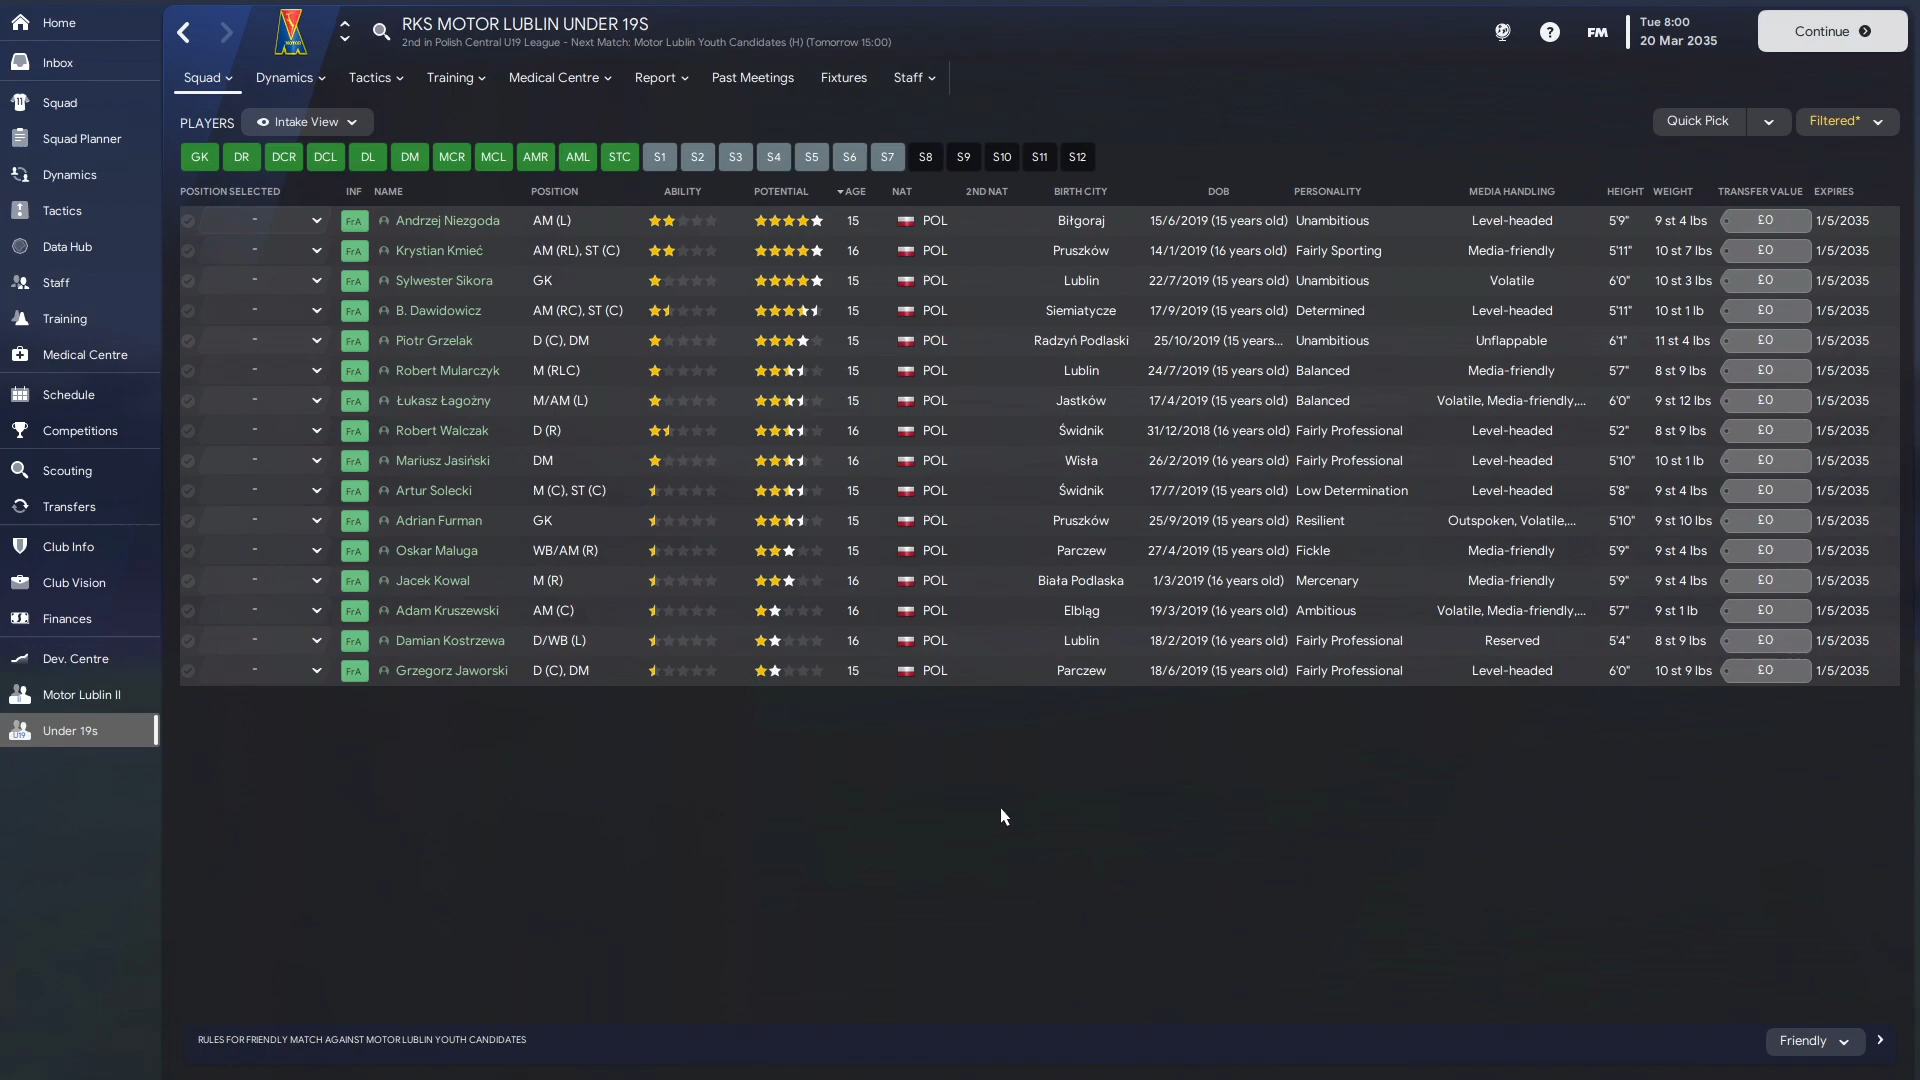 Home
Inbox
Squad
Squad Planner
Dynamics
Tactics
Data Hub
Staff
Training
Medical Centre
Schedule
Competitions
Scouting
Transfers
Club Info
Club Vision
Finances
Dev. Centre
Motor Lublin II
Under 19s
RKS MOTOR LUBLIN UNDER 19S
2nd in Polish Central U19 League - Next Match: Motor Lublin Youth Candidates (H) (Tomorrow 15:00)
FM
Tue 8:00
20 Mar 2035
Continue
Squad Dynamics Tactics Training Medical Centre Report Past Meetings Fixtures Staff
PLAYERS Intake View Quick Pick Filtered*
GK DR DCR DCL DL DM MCR MCL AMR AML STC S1 S2 S3 S4 S5 S6 S7 S8 S9 S10 S11 S12
POSITION SELECTED INF NAME POSITION ABILITY POTENTIAL AGE NAT 2ND NAT BIRTH CITY DOB PERSONALITY MEDIA HANDLING HEIGHT WEIGHT TRANSFER VALUE EXPIRES
- FrA Andrzej Niezgoda AM (L) 15 POL Biłgoraj 15/6/2019 (15 years old) Unambitious Level-headed 5'9" 9 st 4 lbs £0 1/5/2035
- FrA Krystian Kmieć AM (RL), ST (C) 16 POL Pruszków 14/1/2019 (16 years old) Fairly Sporting Media-friendly 5'11" 10 st 7 lbs £0 1/5/2035
- FrA Sylwester Sikora GK 15 POL Lublin 22/7/2019 (15 years old) Unambitious Volatile 6'0" 10 st 3 lbs £0 1/5/2035
- FrA B. Dawidowicz AM (RC), ST (C) 15 POL Siemiatycze 17/9/2019 (15 years old) Determined Level-headed 5'11" 10 st 1 lb £0 1/5/2035
- FrA Piotr Grzelak D (C), DM 15 POL Radzyń Podlaski 25/10/2019 (15 years... Unambitious Unflappable 6'1" 11 st 4 lbs £0 1/5/2035
- FrA Robert Mularczyk M (RLC) 15 POL Lublin 24/7/2019 (15 years old) Balanced Media-friendly 5'7" 8 st 9 lbs £0 1/5/2035
- FrA Łukasz Łagożny M/AM (L) 15 POL Jastków 17/4/2019 (15 years old) Balanced Volatile, Media-friendly,... 6'0" 9 st 12 lbs £0 1/5/2035
- FrA Robert Walczak D (R) 16 POL Świdnik 31/12/2018 (16 years old) Fairly Professional Level-headed 5'2" 8 st 9 lbs £0 1/5/2035
- FrA Mariusz Jasiński DM 16 POL Wisła 26/2/2019 (16 years old) Fairly Professional Level-headed 5'10" 10 st 1 lb £0 1/5/2035
- FrA Artur Solecki M (C), ST (C) 15 POL Świdnik 17/7/2019 (15 years old) Low Determination Level-headed 5'8" 9 st 4 lbs £0 1/5/2035
- FrA Adrian Furman GK 15 POL Pruszków 25/9/2019 (15 years old) Resilient Outspoken, Volatile,... 5'10" 9 st 10 lbs £0 1/5/2035
- FrA Oskar Maluga WB/AM (R) 15 POL Parczew 27/4/2019 (15 years old) Fickle Media-friendly 5'9" 9 st 4 lbs £0 1/5/2035
- FrA Jacek Kowal M (R) 16 POL Biała Podlaska 1/3/2019 (16 years old) Mercenary Media-friendly 5'9" 9 st 4 lbs £0 1/5/2035
- FrA Adam Kruszewski AM (C) 16 POL Elbląg 19/3/2019 (16 years old) Ambitious Volatile, Media-friendly,... 5'7" 9 st 1 lb £0 1/5/2035
- FrA Damian Kostrzewa D/WB (L) 16 POL Lublin 18/2/2019 (16 years old) Fairly Professional Reserved 5'4" 8 st 9 lbs £0 1/5/2035
- FrA Grzegorz Jaworski D (C), DM 15 POL Parczew 18/6/2019 (15 years old) Fairly Professional Level-headed 6'0" 10 st 9 lbs £0 1/5/2035
RULES FOR FRIENDLY MATCH AGAINST MOTOR LUBLIN YOUTH CANDIDATES Friendly